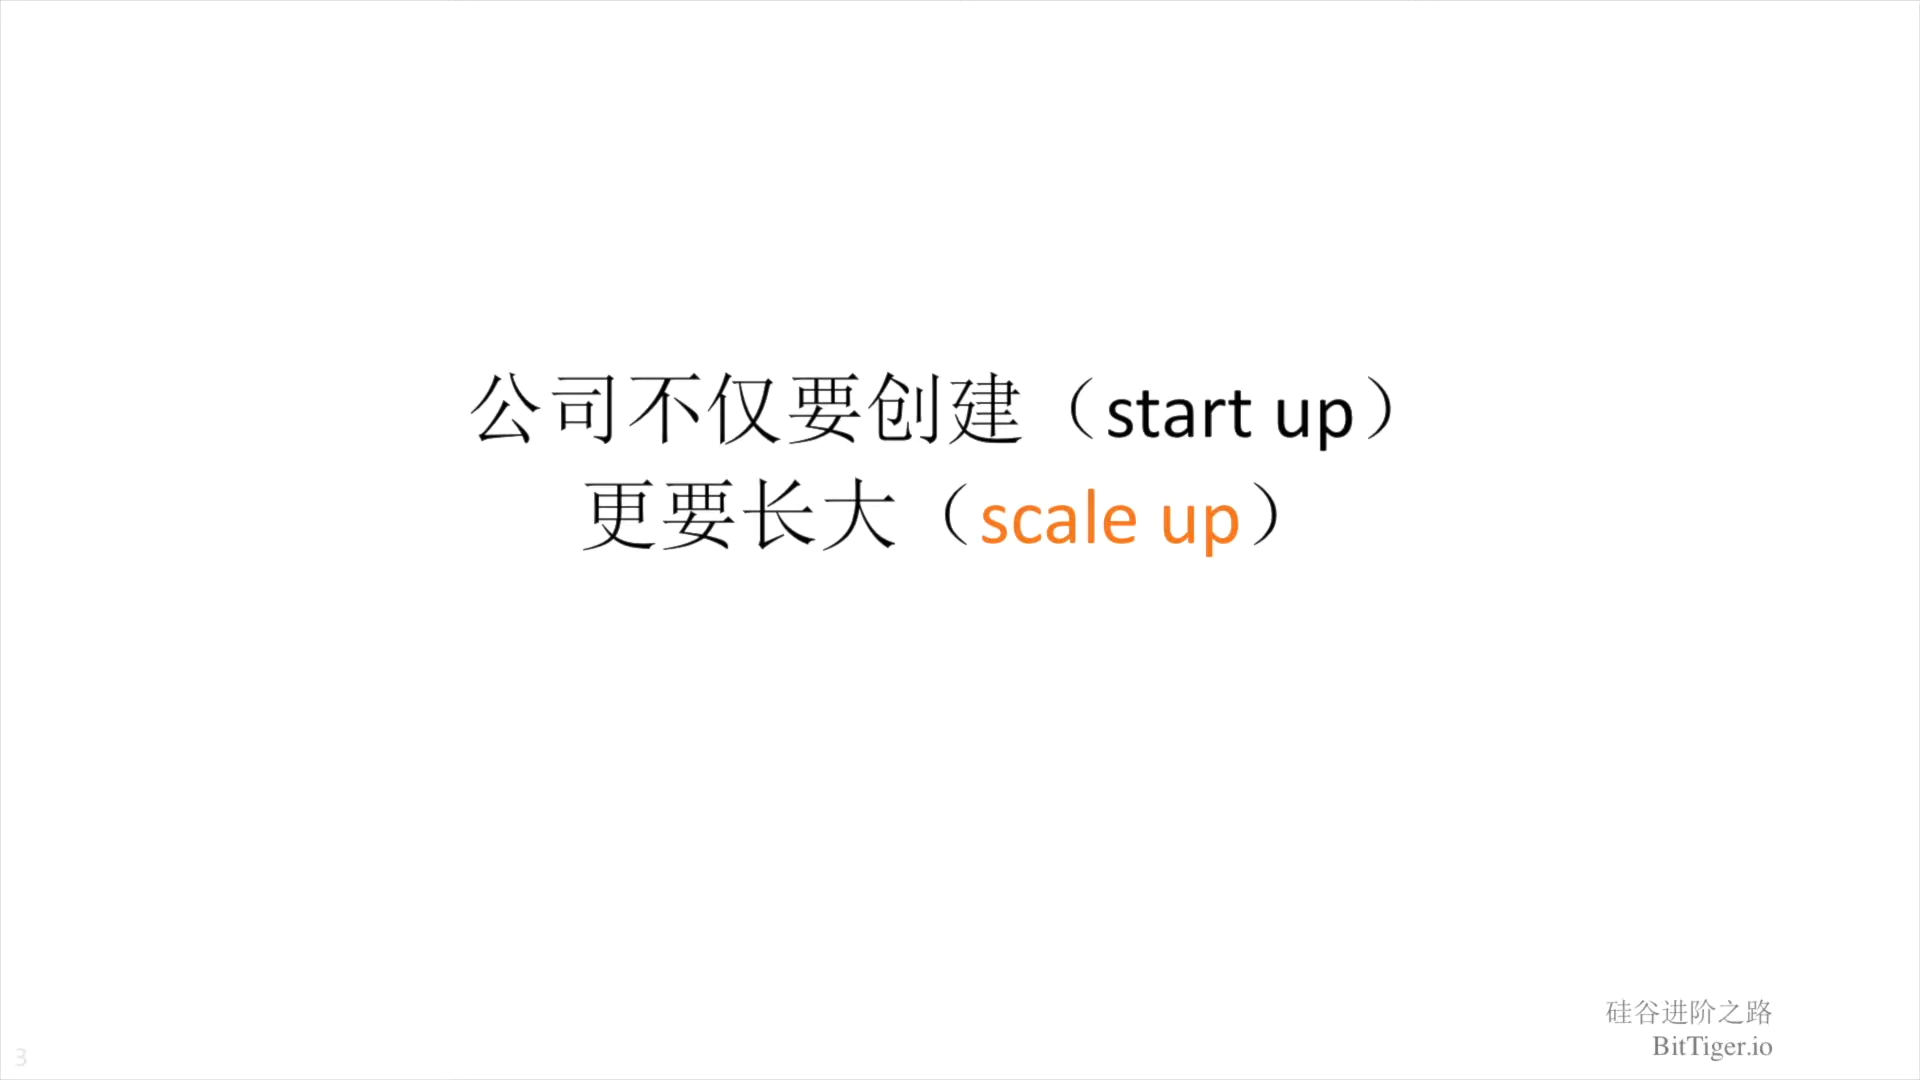 公司不仅要创建（start up）
更要长大（scale up）
硅谷进阶之路
BitTiger.io
3